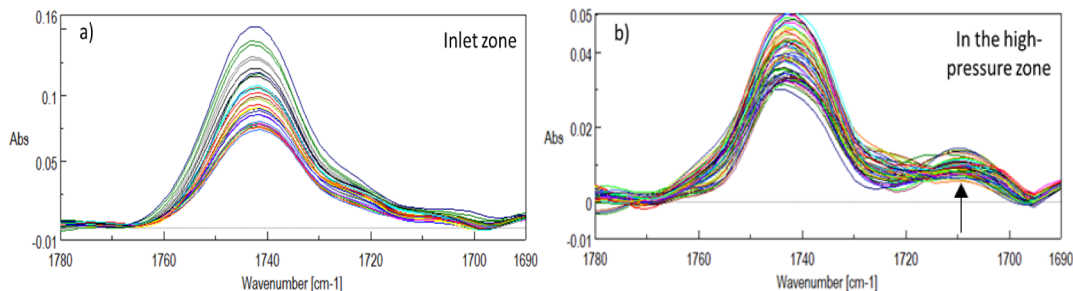 a)
Inlet zone
0.16
0.1
Abs
0.05
-0.01
1780
1760
1740
1720
1690
Wavenumber [cm-1]
b)
In the high-
pressure zone
0.05
0.04
0.02
Abs
0
-0.01
1780
1760
1740
1720
1700
1690
Wavenumber [cm-1]